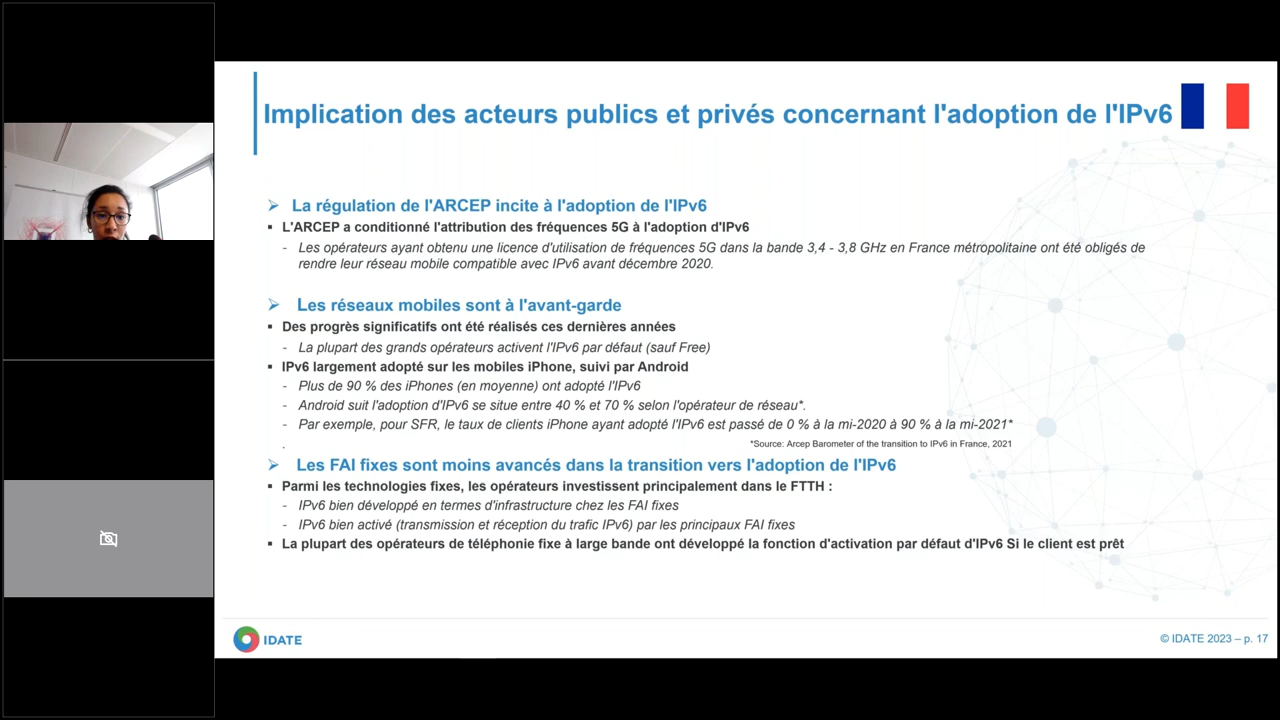 Implication des acteurs publics et privés concernant l'adoption de l'IPv6
➢ La régulation de l'ARCEP incite à l'adoption de l'IPv6
▪ L'ARCEP a conditionné l'attribution des fréquences 5G à l'adoption d'IPv6
- Les opérateurs ayant obtenu une licence d'utilisation de fréquences 5G dans la bande 3,4 - 3,8 GHz en France métropolitaine ont été obligés de
rendre leur réseau mobile compatible avec IPv6 avant décembre 2020.
➢ Les réseaux mobiles sont à l'avant-garde
▪ Des progrès significatifs ont été réalisés ces dernières années
- La plupart des grands opérateurs activent l'IPv6 par défaut (sauf Free)
▪ IPv6 largement adopté sur les mobiles iPhone, suivi par Android
- Plus de 90 % des iPhones (en moyenne) ont adopté l'IPv6
- Android suit l'adoption d'IPv6 se situe entre 40 % et 70 % selon l'opérateur de réseau*.
- Par exemple, pour SFR, le taux de clients iPhone ayant adopté l'IPv6 est passé de 0 % à la mi-2020 à 90 % à la mi-2021*
*Source: Arcep Barometer of the transition to IPv6 in France, 2021
➢ Les FAI fixes sont moins avancés dans la transition vers l'adoption de l'IPv6
▪ Parmi les technologies fixes, les opérateurs investissent principalement dans le FTTH :
- IPv6 bien développé en termes d'infrastructure chez les FAI fixes
- IPv6 bien activé (transmission et réception du trafic IPv6) par les principaux FAI fixes
▪ La plupart des opérateurs de téléphonie fixe à large bande ont développé la fonction d'activation par défaut d'IPv6 Si le client est prêt
IDATE
© IDATE 2023 – p. 17